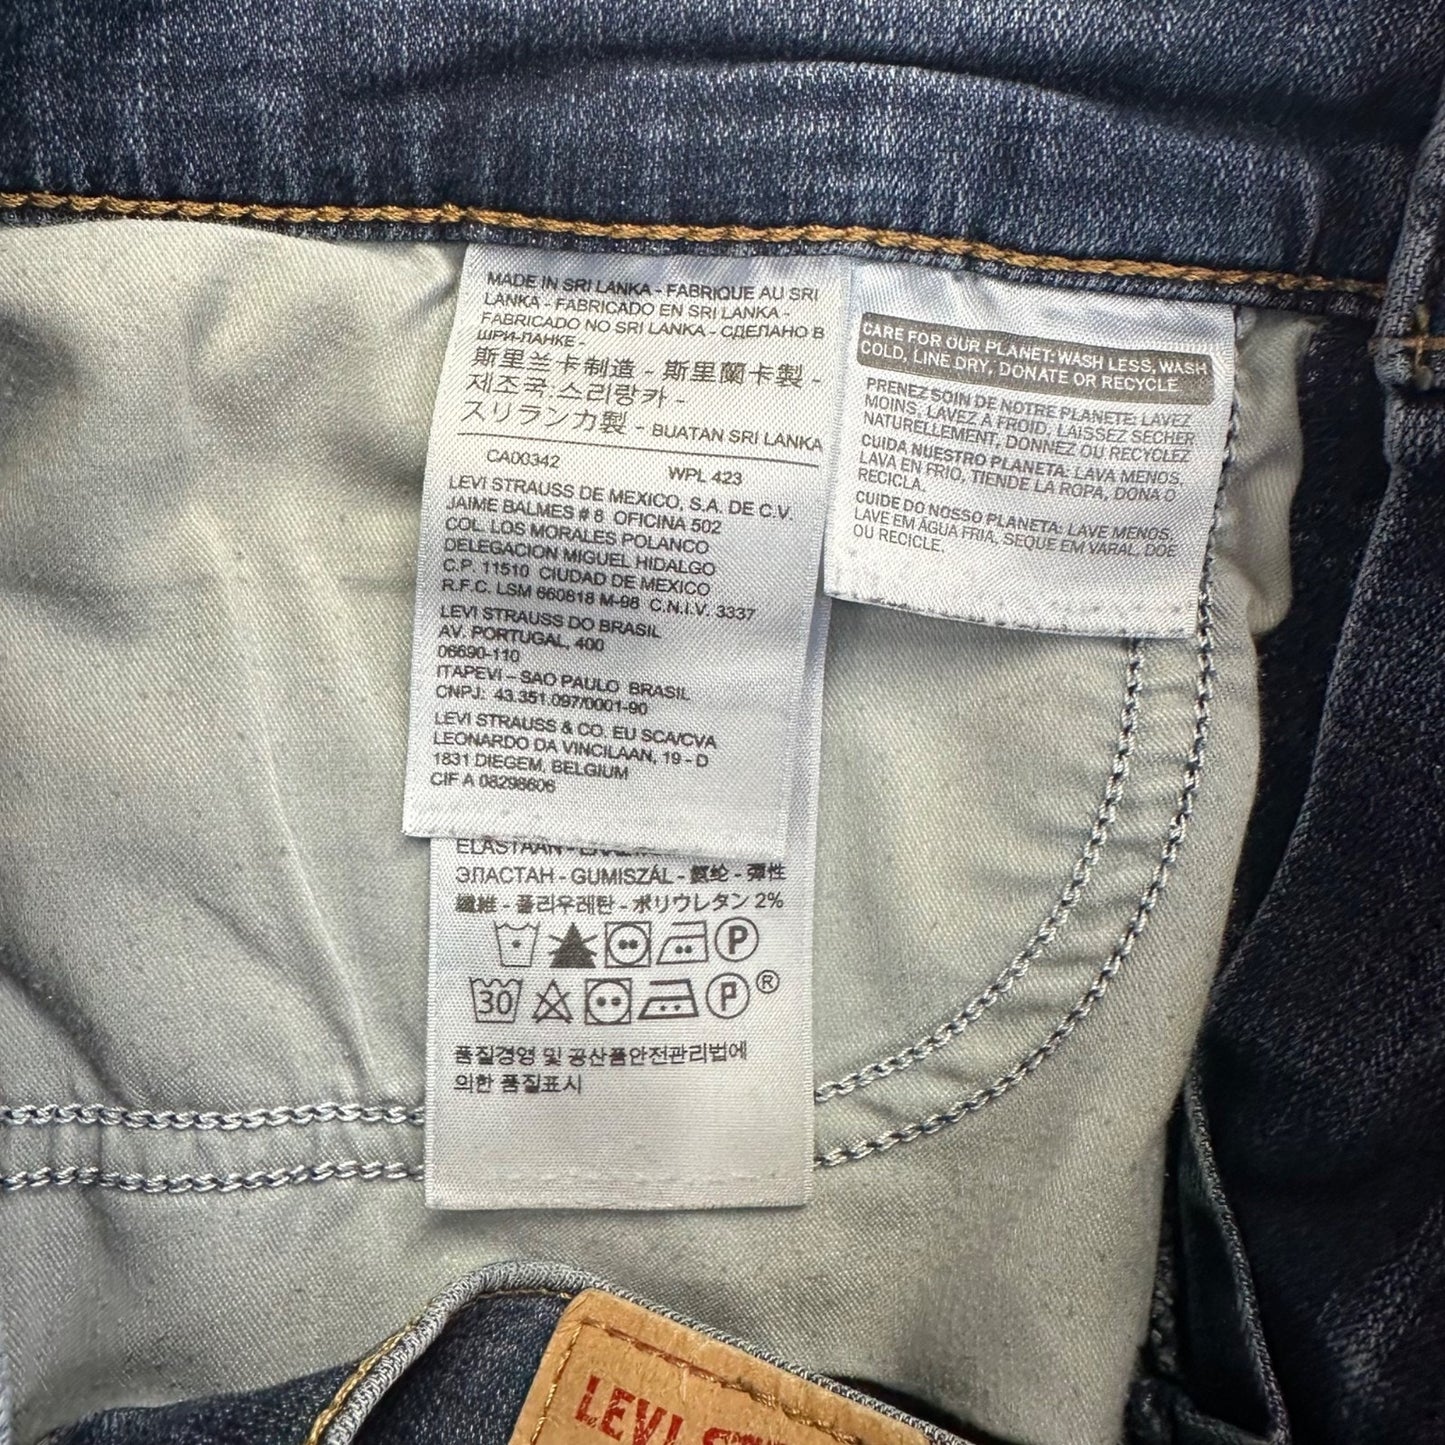 MADE IN SRI LANKA - FABRIQUE AU SRI
LANKA - FABRICADO EN SRI LANKA -
FABRICADO NO SRI LANKA - СДЕЛАНО В
ШРИ-ЛАНКЕ -
斯里兰卡制造 - 斯里蘭卡製 -
제조국:스리랑카 -
スリランカ製 - BUATAN SRI LANKA
CA00342 WPL 423
LEVI STRAUSS DE MEXICO, S.A. DE C.V.
JAIME BALMES # 8 OFICINA 502
COL. LOS MORALES POLANCO
DELEGACION MIGUEL HIDALGO
C.P. 11510 CIUDAD DE MEXICO
R.F.C. LSM 660818 M-98 C.N.I.V. 3337
LEVI STRAUSS DO BRASIL
AV. PORTUGAL, 400
06690-110
ITAPEVI – SAO PAULO BRASIL
CNPJ: 43.351.097/0001-90
LEVI STRAUSS & CO. EU SCA/CVA
LEONARDO DA VINCILAAN, 19 - D
1831 DIEGEM, BELGIUM
CIF A 08298606
ELASTAAN -
ЭЛАСТАН - GUMISZÁL - 氨纶 - 彈性
纖維 - 폴리우레탄 - ポリウレタン 2%
P
30 P ®
품질경영 및 공산품안전관리법에
의한 품질표시
CARE FOR OUR PLANET: WASH LESS, WASH
COLD, LINE DRY, DONATE OR RECYCLE
PRENEZ SOIN DE NOTRE PLANETE: LAVEZ
MOINS, LAVEZ À FROID, LAISSEZ SECHER
NATURELLEMENT, DONNEZ OU RECYCLEZ
CUIDA NUESTRO PLANETA: LAVA MENOS,
LAVA EN FRIO, TIENDE LA ROPA, DONA O
RECICLA.
CUIDE DO NOSSO PLANETA: LAVE MENOS,
LAVE EM ÁGUA FRIA, SEQUE EM VARAL, DOE
OU RECICLE.
LEVI